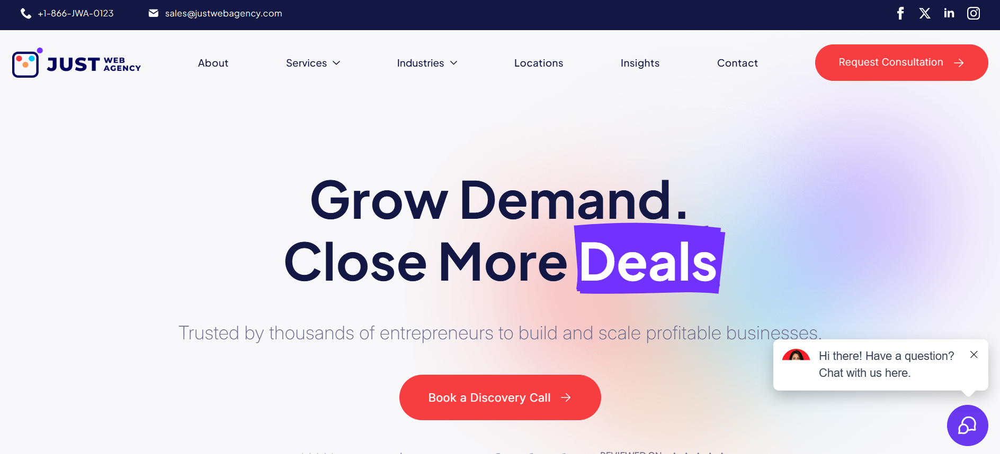 +1-866-JWA-0123
sales@justwebagency.com
JUST WEB AGENCY
About
Services
Industries
Locations
Insights
Contact
Request Consultation
Grow Demand.
Close More Deals
Trusted by thousands of entrepreneurs to build and scale profitable businesses.
Hi there! Have a question?
Chat with us here.
Book a Discovery Call
REVIEWED ON